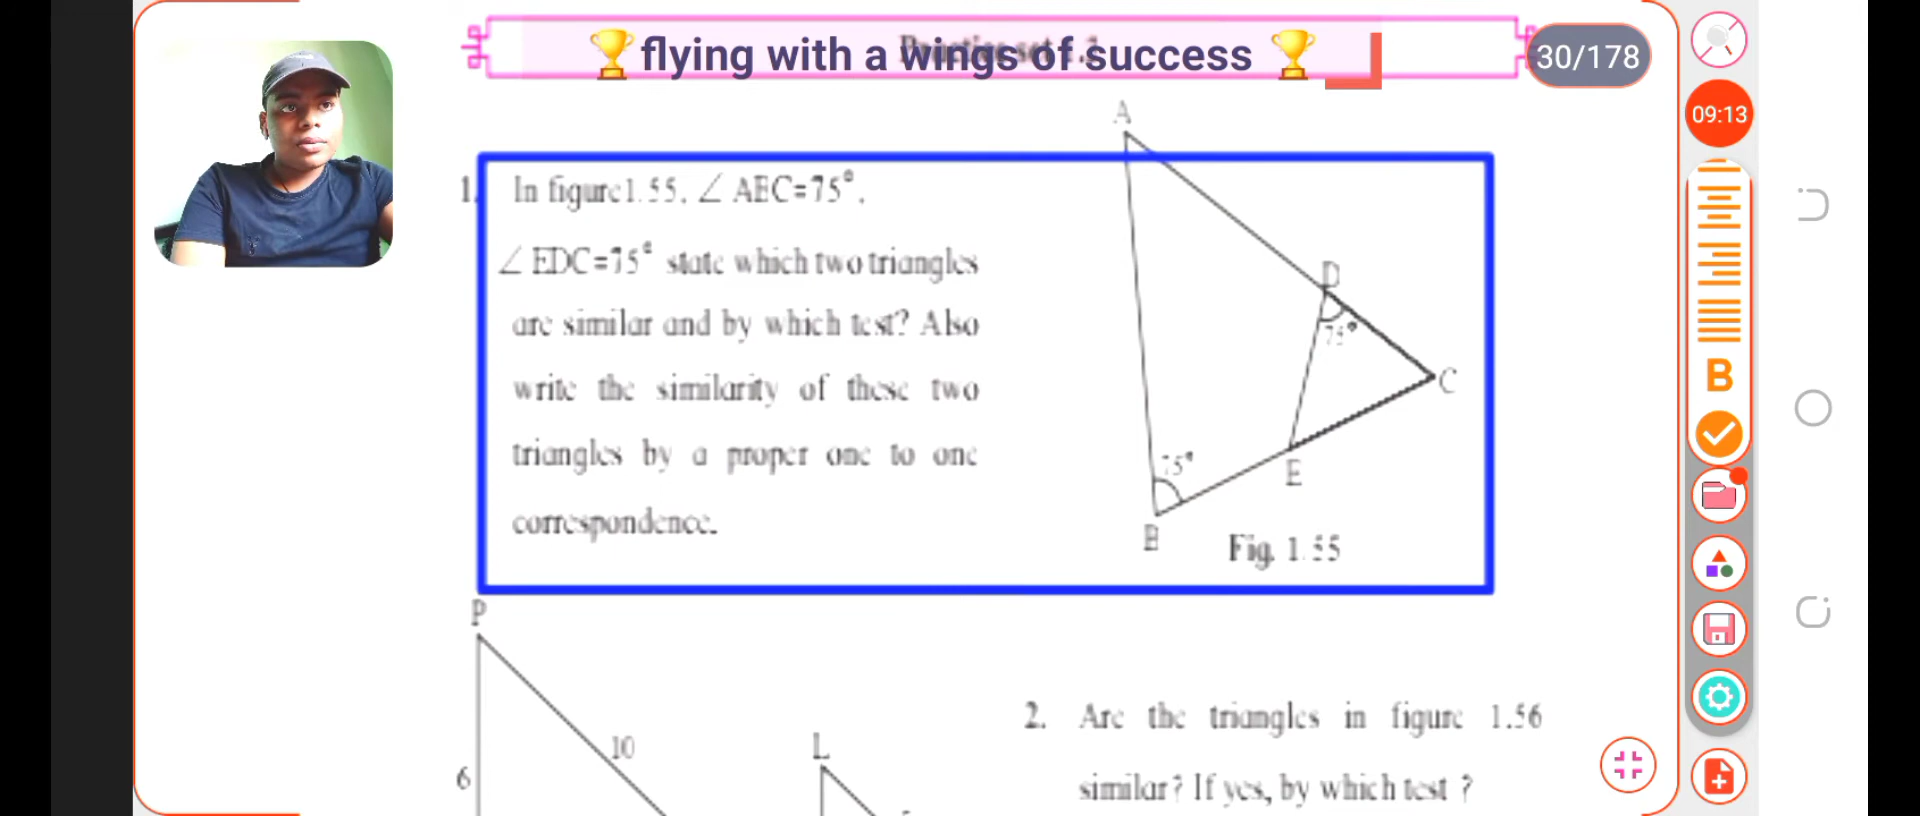 🏆flying with a wings of success 🏆
30/178
09:13
A
1. In figure1.55, ∠ ABC=75°,
∠ EDC=75° state which two triangles
are similar and by which test? Also
write the similarity of these two
triangles by a proper one to one
correspondence.
D
75°
C
B
75°
E
B
Fig. 1.55
P
10
L
6
2. Are the triangles in figure 1.56
similar? If yes, by which test ?